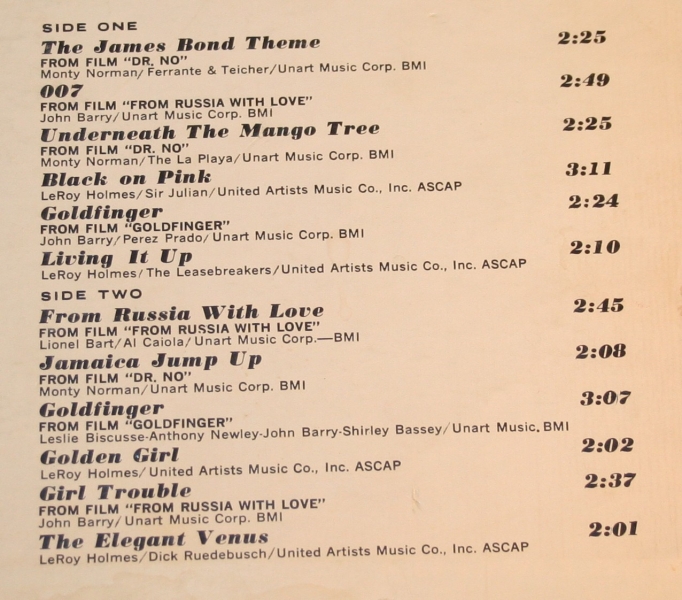 SIDE ONE
The James Bond Theme 2:25
FROM FILM "DR. NO"
Monty Norman/Ferrante & Teicher/Unart Music Corp. BMI
007 2:49
FROM FILM "FROM RUSSIA WITH LOVE"
John Barry/Unart Music Corp. BMI
Underneath The Mango Tree 2:25
FROM FILM "DR. NO"
Monty Norman/The La Playa/Unart Music Corp. BMI
Black on Pink 3:11
LeRoy Holmes/Sir Julian/United Artists Music Co., Inc. ASCAP
Goldfinger 2:24
FROM FILM "GOLDFINGER"
John Barry/Perez Prado/Unart Music Corp. BMI
Living It Up 2:10
LeRoy Holmes/The Leasebreakers/United Artists Music Co., Inc. ASCAP
SIDE TWO
From Russia With Love 2:45
FROM FILM "FROM RUSSIA WITH LOVE"
Lionel Bart/Al Caiola/Unart Music Corp.—BMI
Jamaica Jump Up 2:08
FROM FILM "DR. NO"
Monty Norman/Unart Music Corp. BMI
Goldfinger 3:07
FROM FILM "GOLDFINGER"
Leslie Biscusse-Anthony Newley-John Barry-Shirley Bassey/Unart Music, BMI
Golden Girl 2:02
LeRoy Holmes/United Artists Music Co., Inc. ASCAP
Girl Trouble 2:37
FROM FILM "FROM RUSSIA WITH LOVE"
John Barry/Unart Music Corp. BMI
The Elegant Venus 2:01
LeRoy Holmes/Dick Ruedebusch/United Artists Music Co., Inc. ASCAP